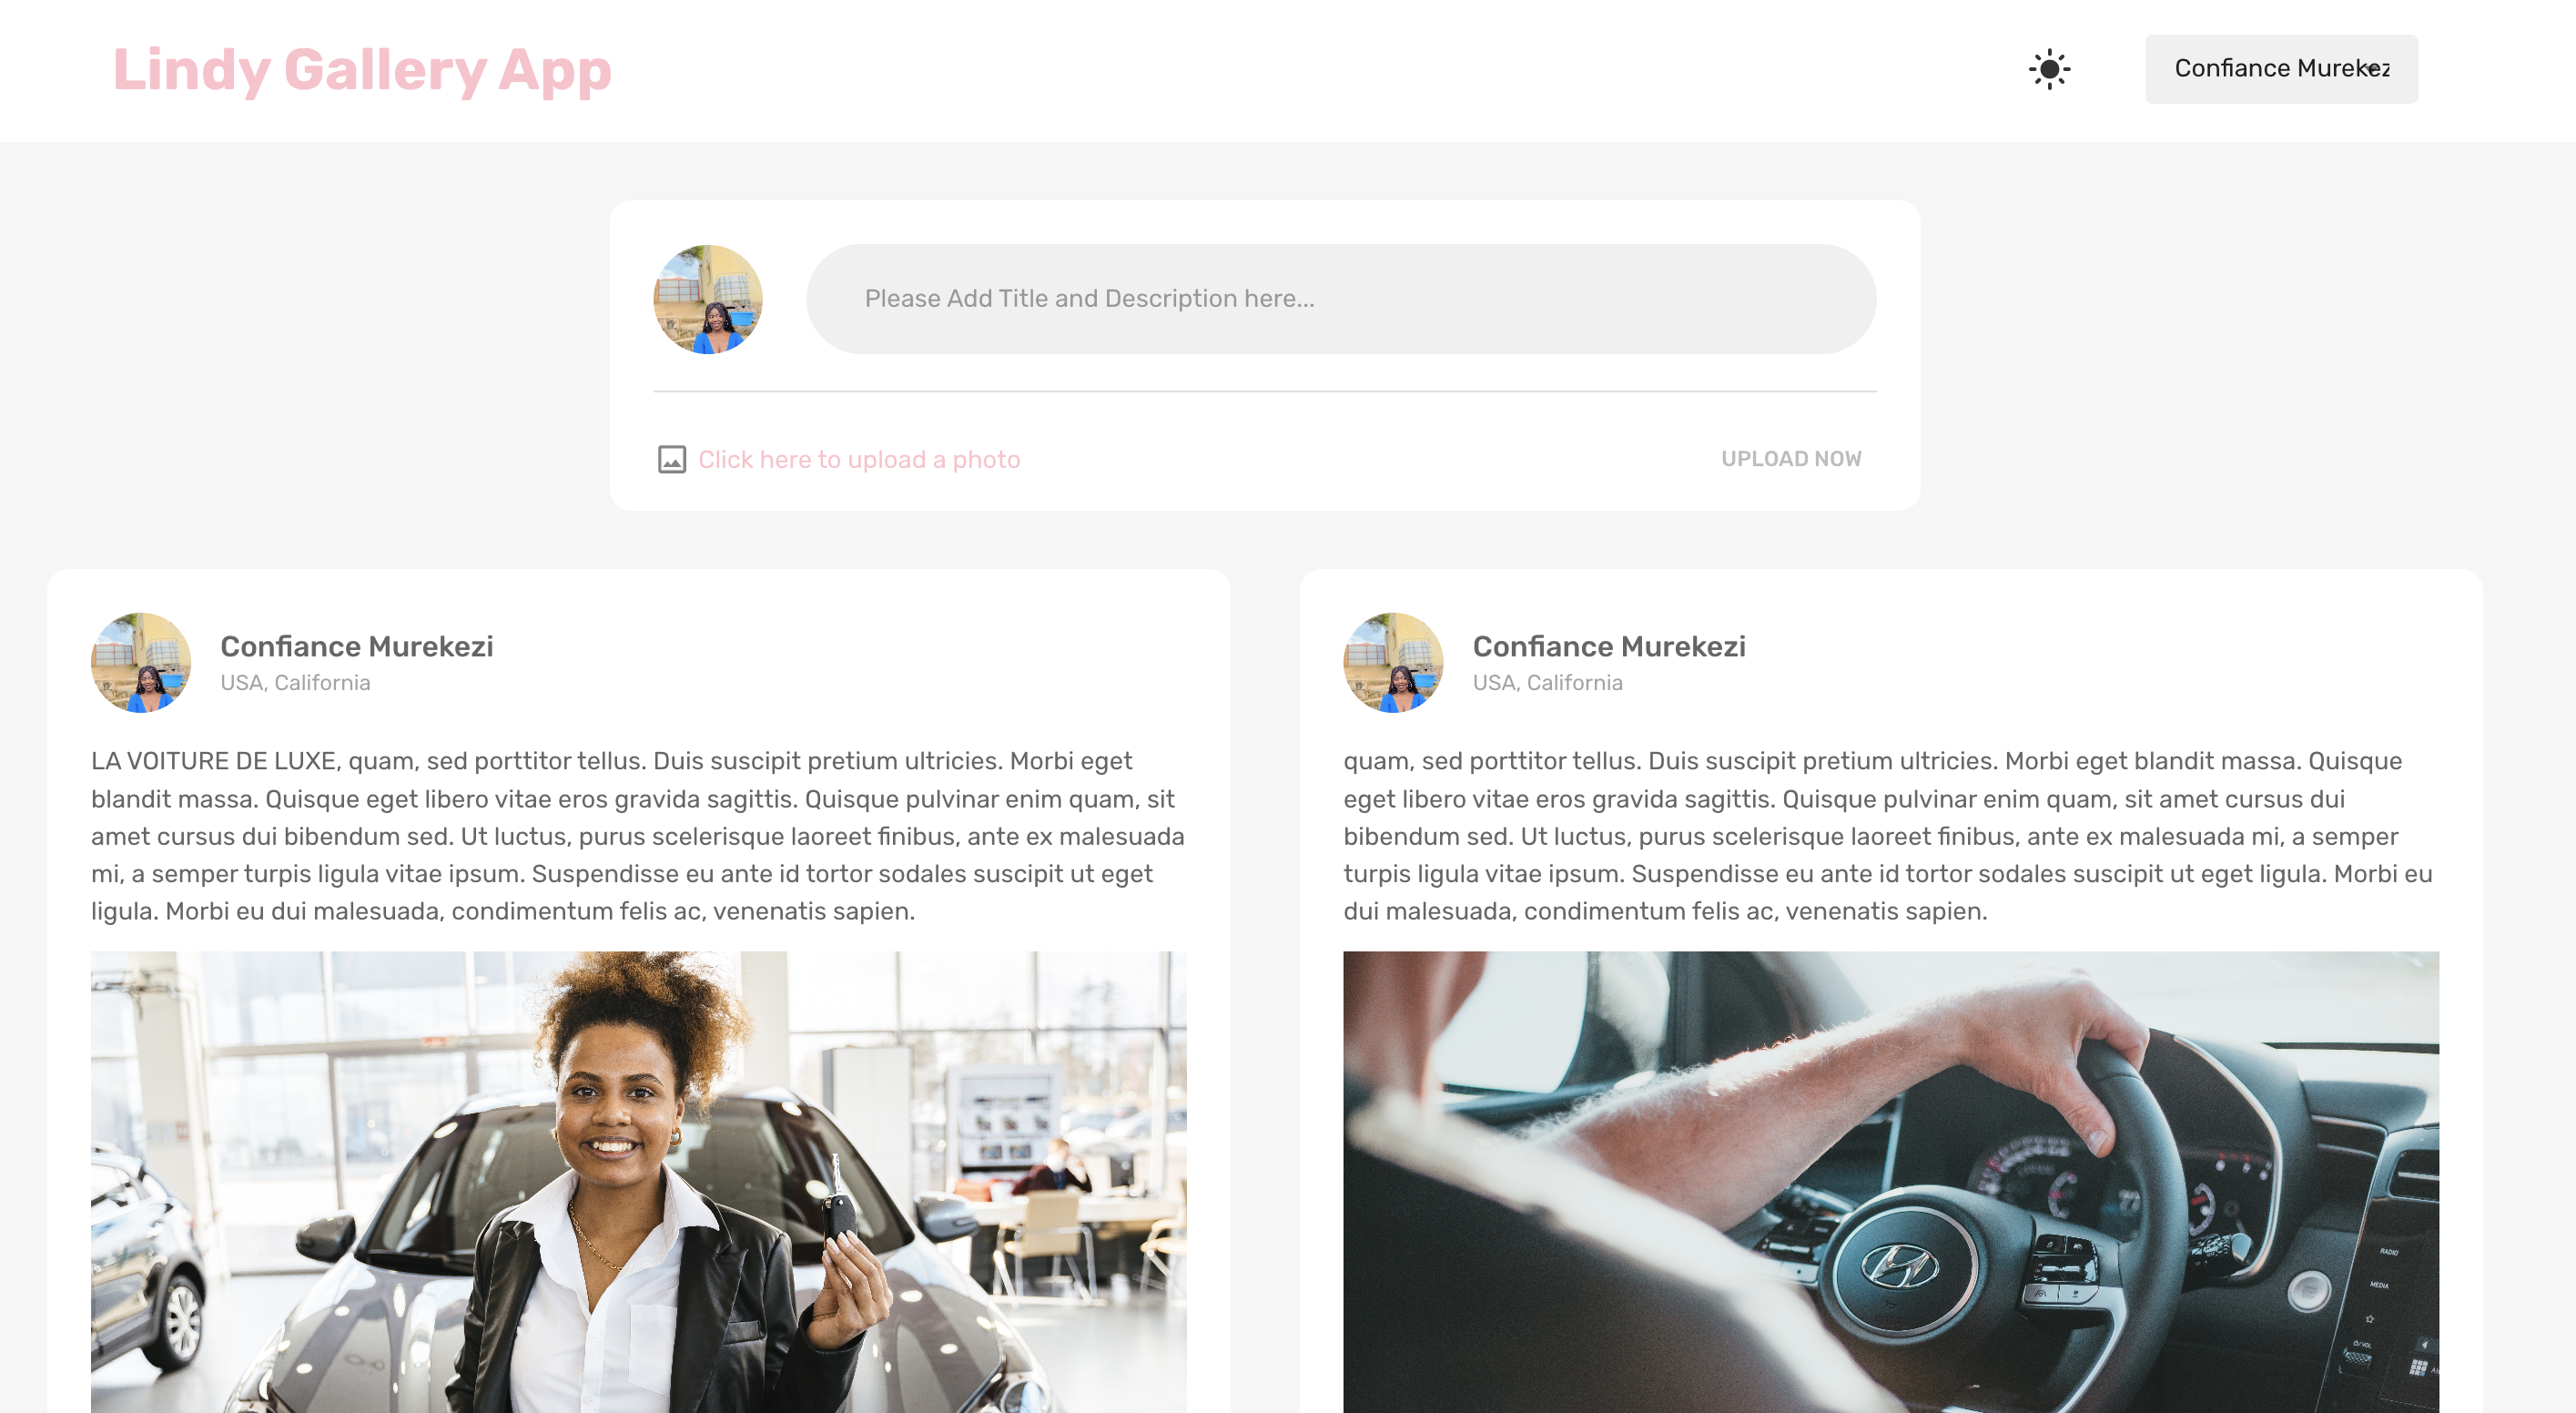 Lindy Gallery App
Confiance Murekez
Please Add Title and Description here...
Click here to upload a photo
UPLOAD NOW
Confiance Murekezi
USA, California
LA VOITURE DE LUXE, quam, sed porttitor tellus. Duis suscipit pretium ultricies. Morbi eget
blandit massa. Quisque eget libero vitae eros gravida sagittis. Quisque pulvinar enim quam, sit
amet cursus dui bibendum sed. Ut luctus, purus scelerisque laoreet finibus, ante ex malesuada
mi, a semper turpis ligula vitae ipsum. Suspendisse eu ante id tortor sodales suscipit ut eget
ligula. Morbi eu dui malesuada, condimentum felis ac, venenatis sapien.
Confiance Murekezi
USA, California
quam, sed porttitor tellus. Duis suscipit pretium ultricies. Morbi eget blandit massa. Quisque
eget libero vitae eros gravida sagittis. Quisque pulvinar enim quam, sit amet cursus dui
bibendum sed. Ut luctus, purus scelerisque laoreet finibus, ante ex malesuada mi, a semper
turpis ligula vitae ipsum. Suspendisse eu ante id tortor sodales suscipit ut eget ligula. Morbi eu
dui malesuada, condimentum felis ac, venenatis sapien.
RADIO
MEDIA